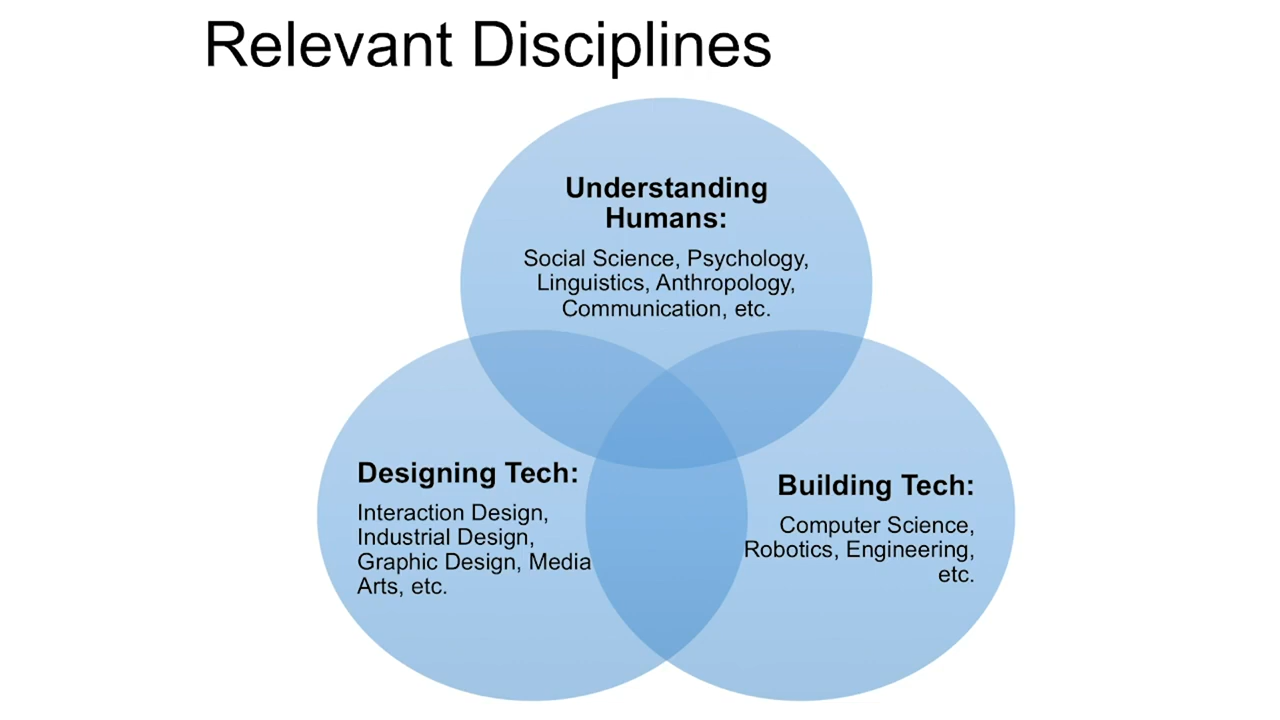 Relevant Disciplines
Understanding
Humans:
Social Science, Psychology,
Linguistics, Anthropology,
Communication, etc.
Designing Tech:
Interaction Design,
Industrial Design,
Graphic Design, Media
Arts, etc.
Building Tech:
Computer Science,
Robotics, Engineering,
etc.